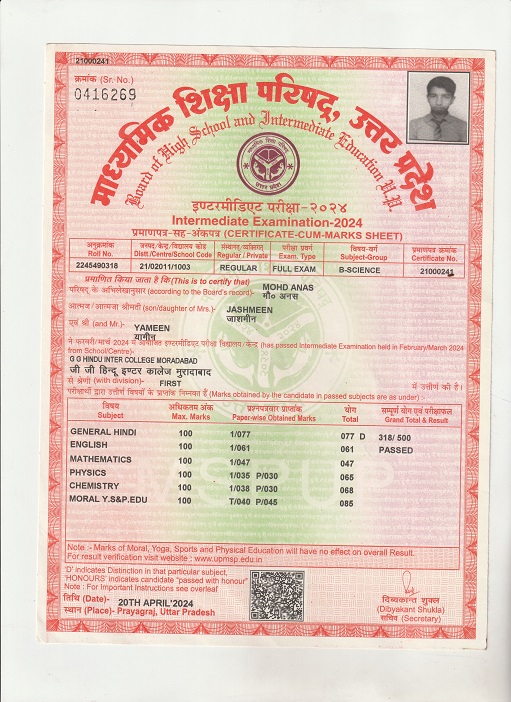 21000241
क्रमांक (Sr. No.)
0416269
माध्यमिक शिक्षा परिषद्, उत्तर प्रदेश
Board of High School and Intermediate Education U.P.
इण्टरमीडिएट परीक्षा-२०२४
Intermediate Examination-2024
प्रमाणपत्र-सह-अंकपत्र (CERTIFICATE-CUM-MARKS SHEET)
अनुक्रमांक जनपद/केन्द्र/विद्यालय कोड संस्थागत/व्यक्तिगत परीक्षा प्रकार विषय-वर्ग प्रमाणपत्र क्रमांक
Roll No. Distt./Centre/School Code Regular / Private Exam. Type Subject-Group Certificate No.
2245490318 21/02011/1003 REGULAR FULL EXAM B-SCIENCE 21000241
प्रमाणित किया जाता है कि (This is to certify that) MOHD ANAS
परिषद् के अभिलेखानुसार (according to the Board's record)- मौ० अनस
आत्मज / आत्मजा श्रीमती (son/daughter of Mrs.)- JASHMEEN
जाशमीन
एवं श्री (and Mr.)- YAMEEN
यामीन
ने फरवरी/मार्च 2024 में आयोजित इण्टरमीडिएट परीक्षा विद्यालय / केन्द्र (has passed Intermediate Examination held in February/March 2024
from School/Centre)-
G G HINDU INTER COLLEGE MORADABAD
जी जी हिन्दू इण्टर कालेज मुरादाबाद
से श्रेणी (with division)- FIRST में उत्तीर्ण की है।
परीक्षार्थी द्वारा उत्तीर्ण विषयों के प्राप्तांक निम्नवत हैं (Marks obtained by the candidate in passed subjects are as under)
विषय अधिकतम अंक प्रश्नपत्रवार प्राप्तांक योग सम्पूर्ण योग एवं परीक्षाफल
Subject Max. Marks Paper-wise Obtained Marks Total Grand Total & Result
GENERAL HINDI 100 1/077 077 D 318/ 500
ENGLISH 100 1/061 061 PASSED
MATHEMATICS 100 1/047 047
PHYSICS 100 1/035 P/030 065
CHEMISTRY 100 1/038 P/030 068
MORAL Y.S&P.EDU 100 T/040 P/045 085
MSPUP
Note :- Marks of Moral, Yoga, Sports and Physical Education will have no effect on overall Result.
For result verification visit website : www.upmsp.edu.in
'D' indicates Distinction in that particular subject.
'HONOURS' indicates candidate "passed with honour"
Note : For Important Instructions see overleaf
तिथि (Date)- 20TH APRIL'2024
स्थान (Place)- Prayagraj, Uttar Pradesh
दिब्यकान्त शुक्ल
(Dibyakant Shukla)
सचिव (Secretary)